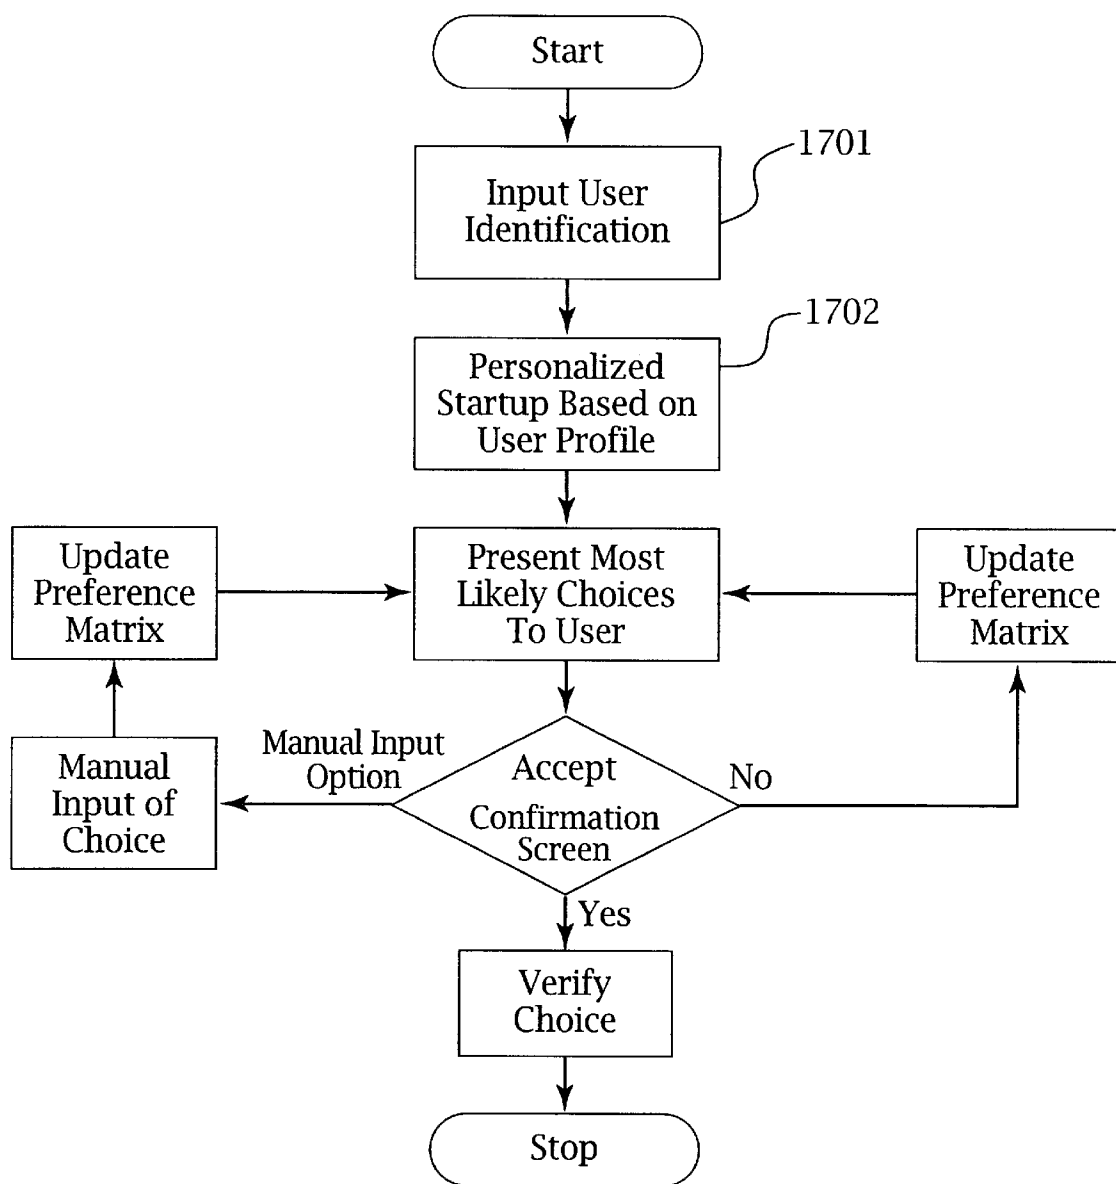 Start
1701
Input User
Identification
1702
Personalized
Startup Based on
User Profile
Update
Preference
Matrix
Present Most
Likely Choices
To User
Update
Preference
Matrix
Manual Input
Option
Manual
Input of
Choice
Accept
Confirmation
Screen
No
Yes
Verify
Choice
Stop